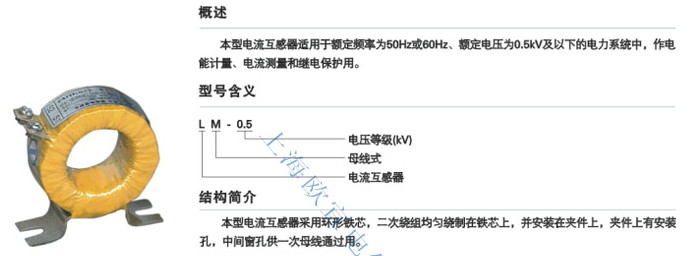 概述
本型电流互感器适用于额定频率为50Hz或60Hz、额定电压为0.5kV及以下的电力系统中，作电
能计量、电流测量和继电保护用。
型号含义
L M - 0.5
电压等级(kV)
母线式
电流互感器
结构简介
本型电流互感器采用环形铁芯，二次绕组均匀绕制在铁芯上，并安装在夹件上，夹件上有安装
孔，中间窗孔供一次母线通过用。
上海欧宜电